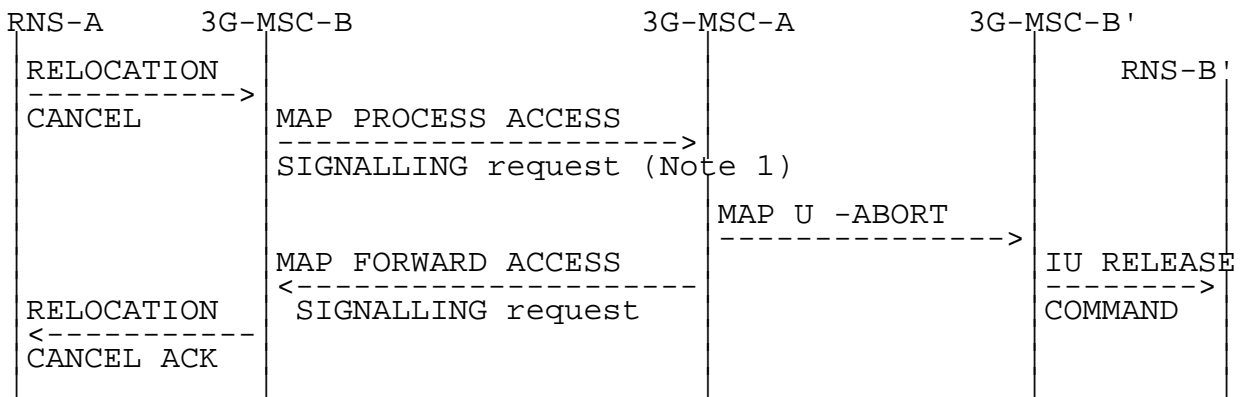 RNS-A 3G-MSC-B 3G-MSC-A 3G-MSC-B'
RELOCATION RNS-B'
CANCEL MAP PROCESS ACCESS
SIGNALLING request (Note 1)
MAP U -ABORT
MAP FORWARD ACCESS IU RELEASE
RELOCATION SIGNALLING request COMMAND
CANCEL ACK